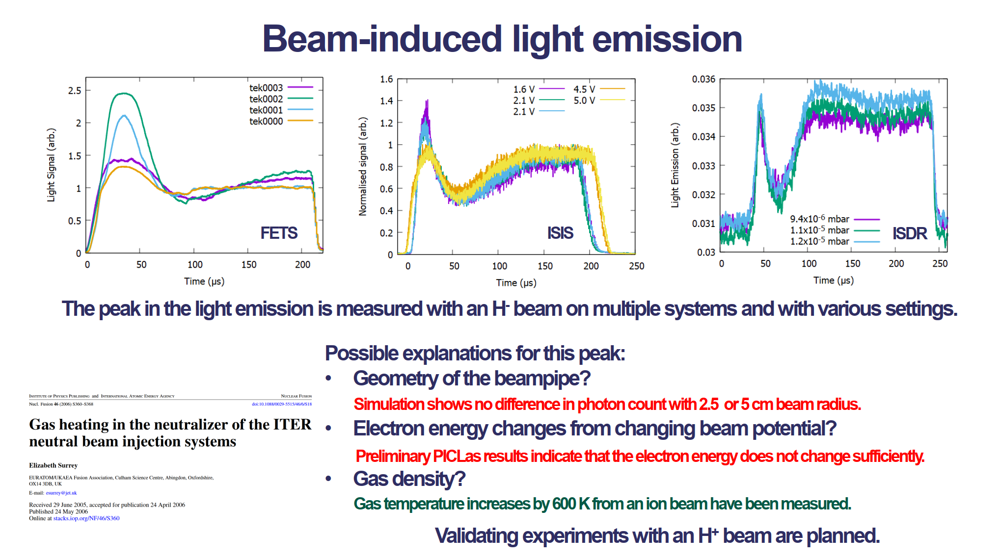 Beam-induced light emission
Light Signal (arb.)
2.5
2
1.5
1
0.5
0
0 50 100 150 200
Time (µs)
tek0003
tek0002
tek0001
tek0000
FETS
Normalised signal (arb.)
1.6
1.4
1.2
1
0.8
0.6
0.4
0.2
0
0 50 100 150 200 250
Time (µs)
1.6 V 4.5 V
2.1 V 5.0 V
2.1 V
ISIS
Light Emission (arb.)
0.036
0.035
0.034
0.033
0.032
0.031
0.03
0 50 100 150 200 250
Time (µs)
9.4x10⁻⁶ mbar
1.1x10⁻⁵ mbar
1.2x10⁻⁵ mbar
ISDR
The peak in the light emission is measured with an H⁻ beam on multiple systems and with various settings.
Institute of Physics Publishing and International Atomic Energy Agency Nuclear Fusion
Nucl. Fusion 46 (2006) S360–S368 doi:10.1088/0029-5515/46/6/S18
Gas heating in the neutralizer of the ITER
neutral beam injection systems
Elizabeth Surrey
EURATOM/UKAEA Fusion Association, Culham Science Centre, Abingdon, Oxfordshire,
OX14 3DB, UK
E-mail: esurrey@jet.uk
Received 29 June 2005, accepted for publication 24 April 2006
Published 24 May 2006
Online at stacks.iop.org/NF/46/S360
Possible explanations for this peak:
• Geometry of the beampipe?
Simulation shows no difference in photon count with 2.5 or 5 cm beam radius.
• Electron energy changes from changing beam potential?
Preliminary PICLas results indicate that the electron energy does not change sufficiently.
• Gas density?
Gas temperature increases by 600 K from an ion beam have been measured.
Validating experiments with an H⁺ beam are planned.